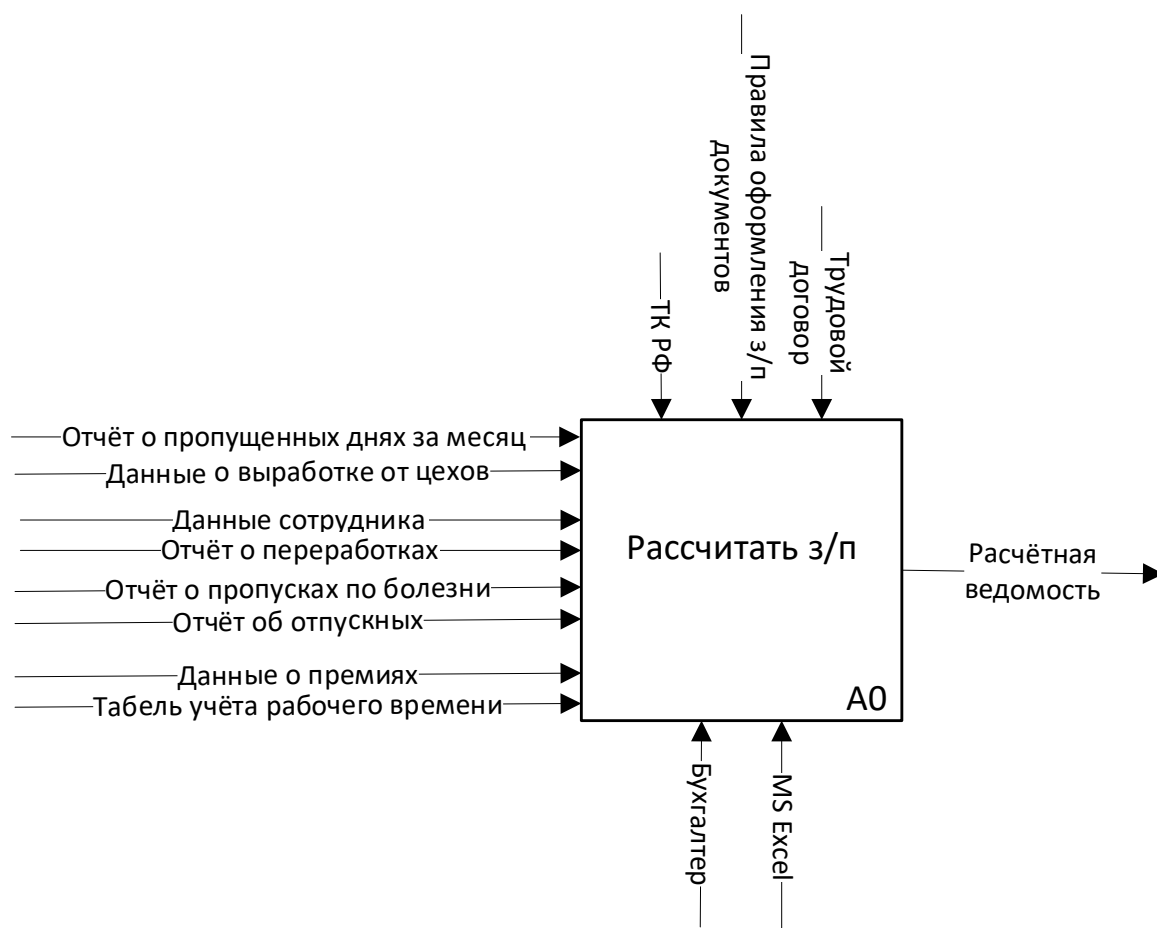 Правила оформления з/п
документов
Трудовой
договор
ТК РФ
Отчёт о пропущенных днях за месяц
Данные о выработке от цехов
Данные сотрудника
Отчёт о переработках
Отчёт о пропусках по болезни
Отчёт об отпускных
Данные о премиях
Табель учёта рабочего времени
Рассчитать з/п
A0
Расчётная
ведомость
Бухгалтер
MS Excel